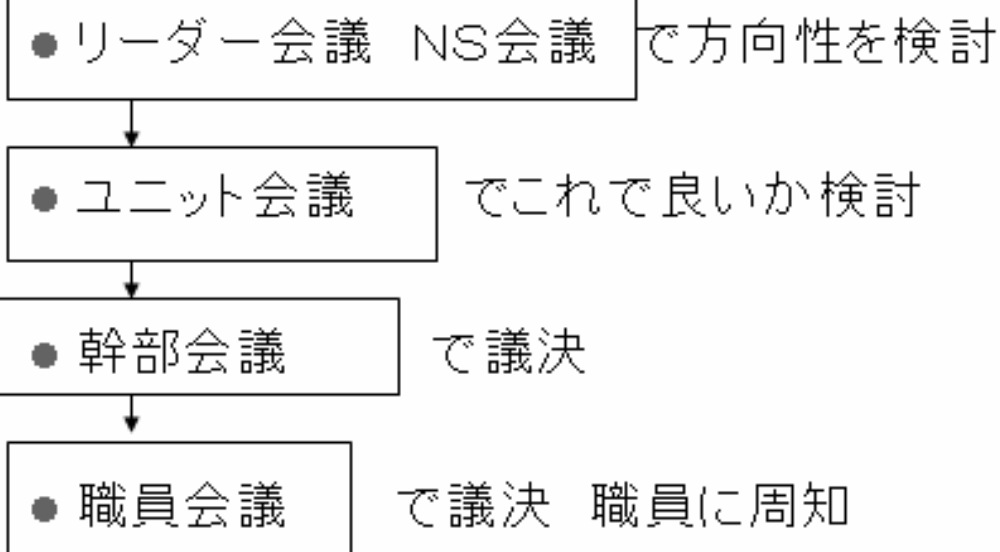 ● リーダー会議　NS会議　で方向性を検討
● ユニット会議　でこれで良いか検討
● 幹部会議　で議決
● 職員会議　で議決　職員に周知